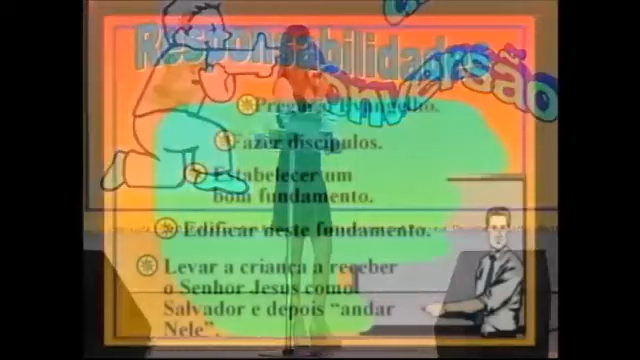 Responsabilidade
Conversão
Pregar o Evangelho.
Fazer discípulos.
Estabelecer um
bom fundamento.
Edificar neste fundamento.
Levar a criança a receber
o Senhor Jesus como
Salvador e depois “andar
Nele”.